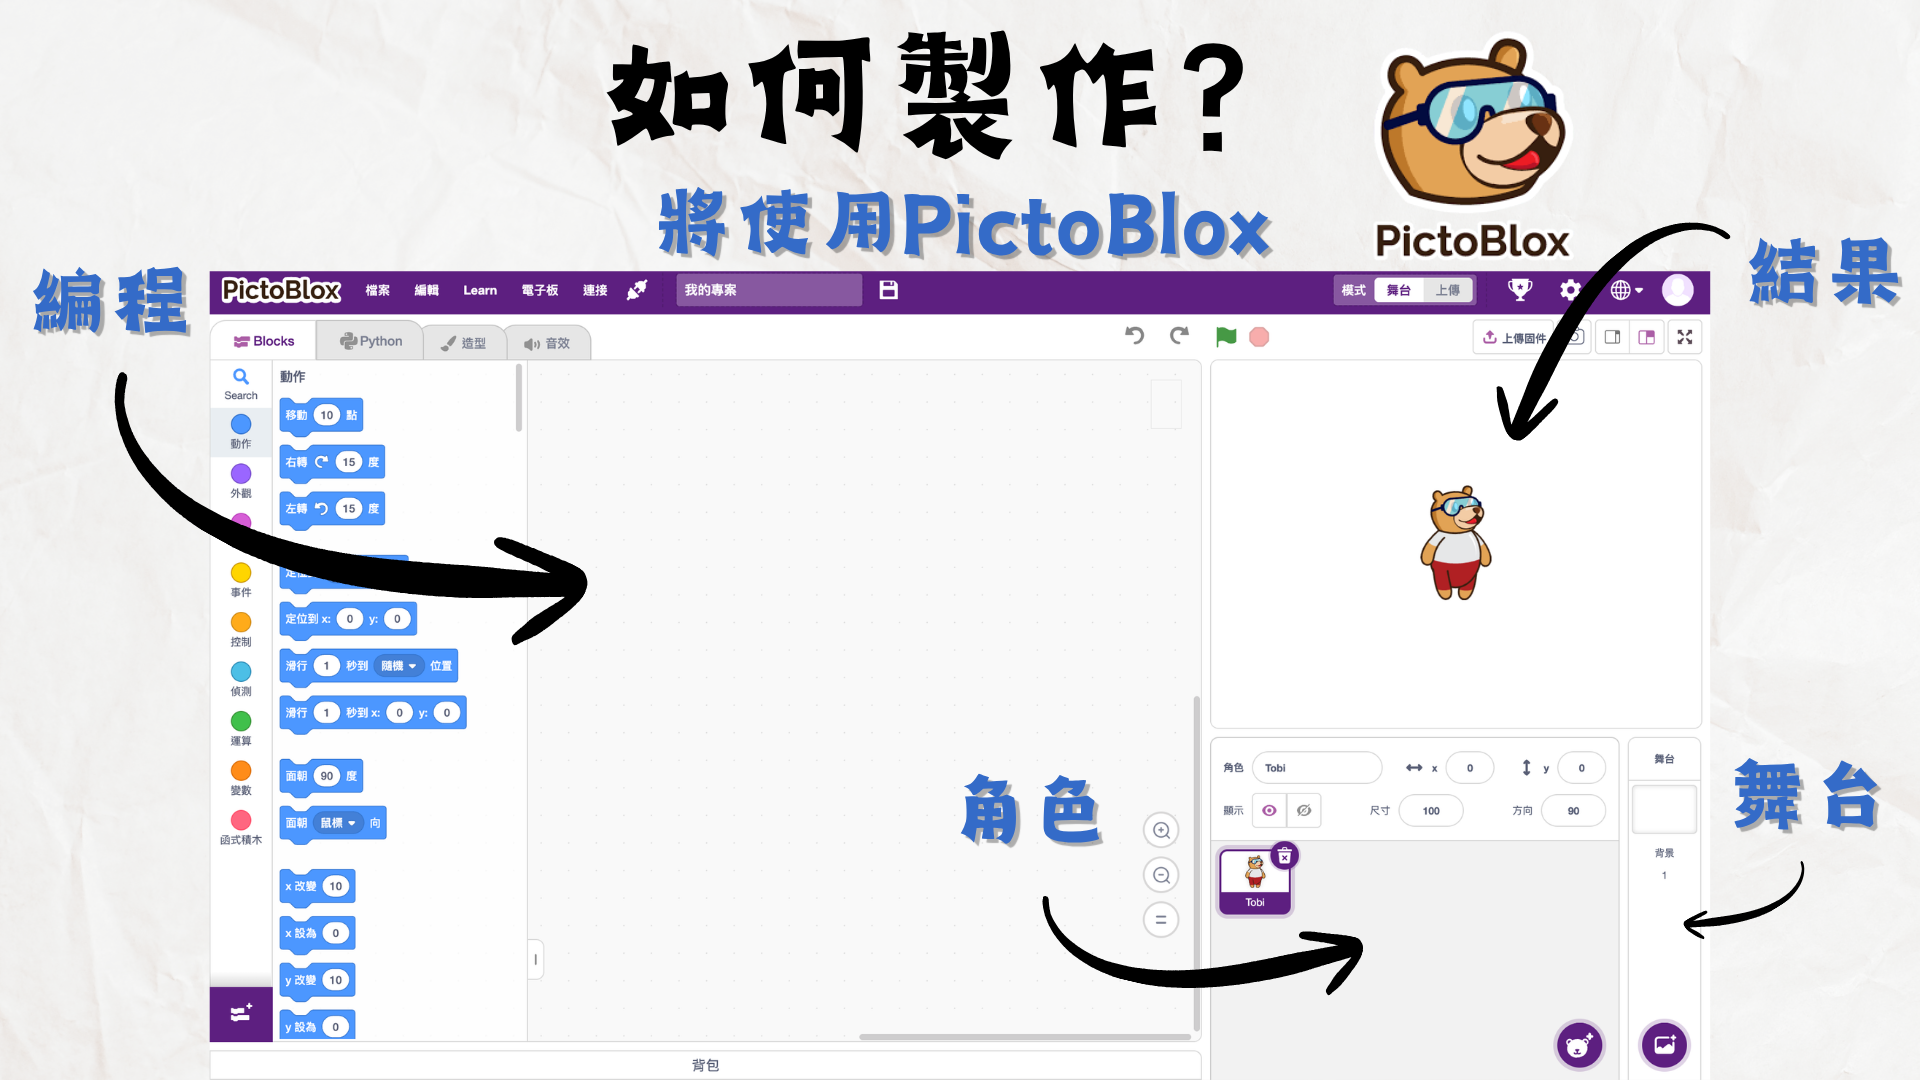 如何製作?
將使用PictoBlox
PictoBlox
編程
結果
PictoBlox 檔案 編輯 Learn 電子板 連接 我的專案 模式 舞台 上傳
Blocks Python 造型 音效 上傳固件
Search
動作
外觀
事件
控制
偵測
運算
變數
函式積木
動作
移動 10 點
右轉 15 度
左轉 15 度
定位到 x: 0 y: 0
滑行 1 秒到 隨機 位置
滑行 1 秒到 x: 0 y: 0
面朝 90 度
面朝 鼠標 向
x 改變 10
x 設為 0
y 改變 10
y 設為 0
背包
角色
角色 Tobi x 0 y 0
顯示 尺寸 100 方向 90
Tobi
舞台
背景
1
舞台